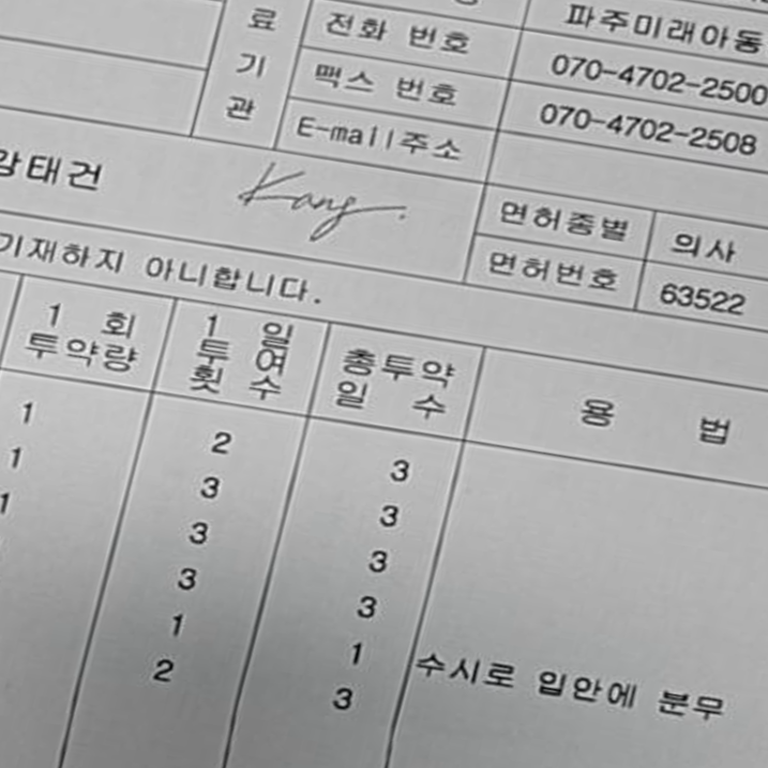 파주미래아동
료 전화 번호 070-4702-2500
기 팩스 번호 070-4702-2508
관 E-mail주소
강태건 Kang. 면허종별 의사
면허번호 63522
기재하지 아니합니다.
1 회 투약량 1 일 투여 횟수 총투약 일 수 용 법
1 2 3
1 3 3
1 3 3
3 3
1 1 수시로 입안에 분무
2 3